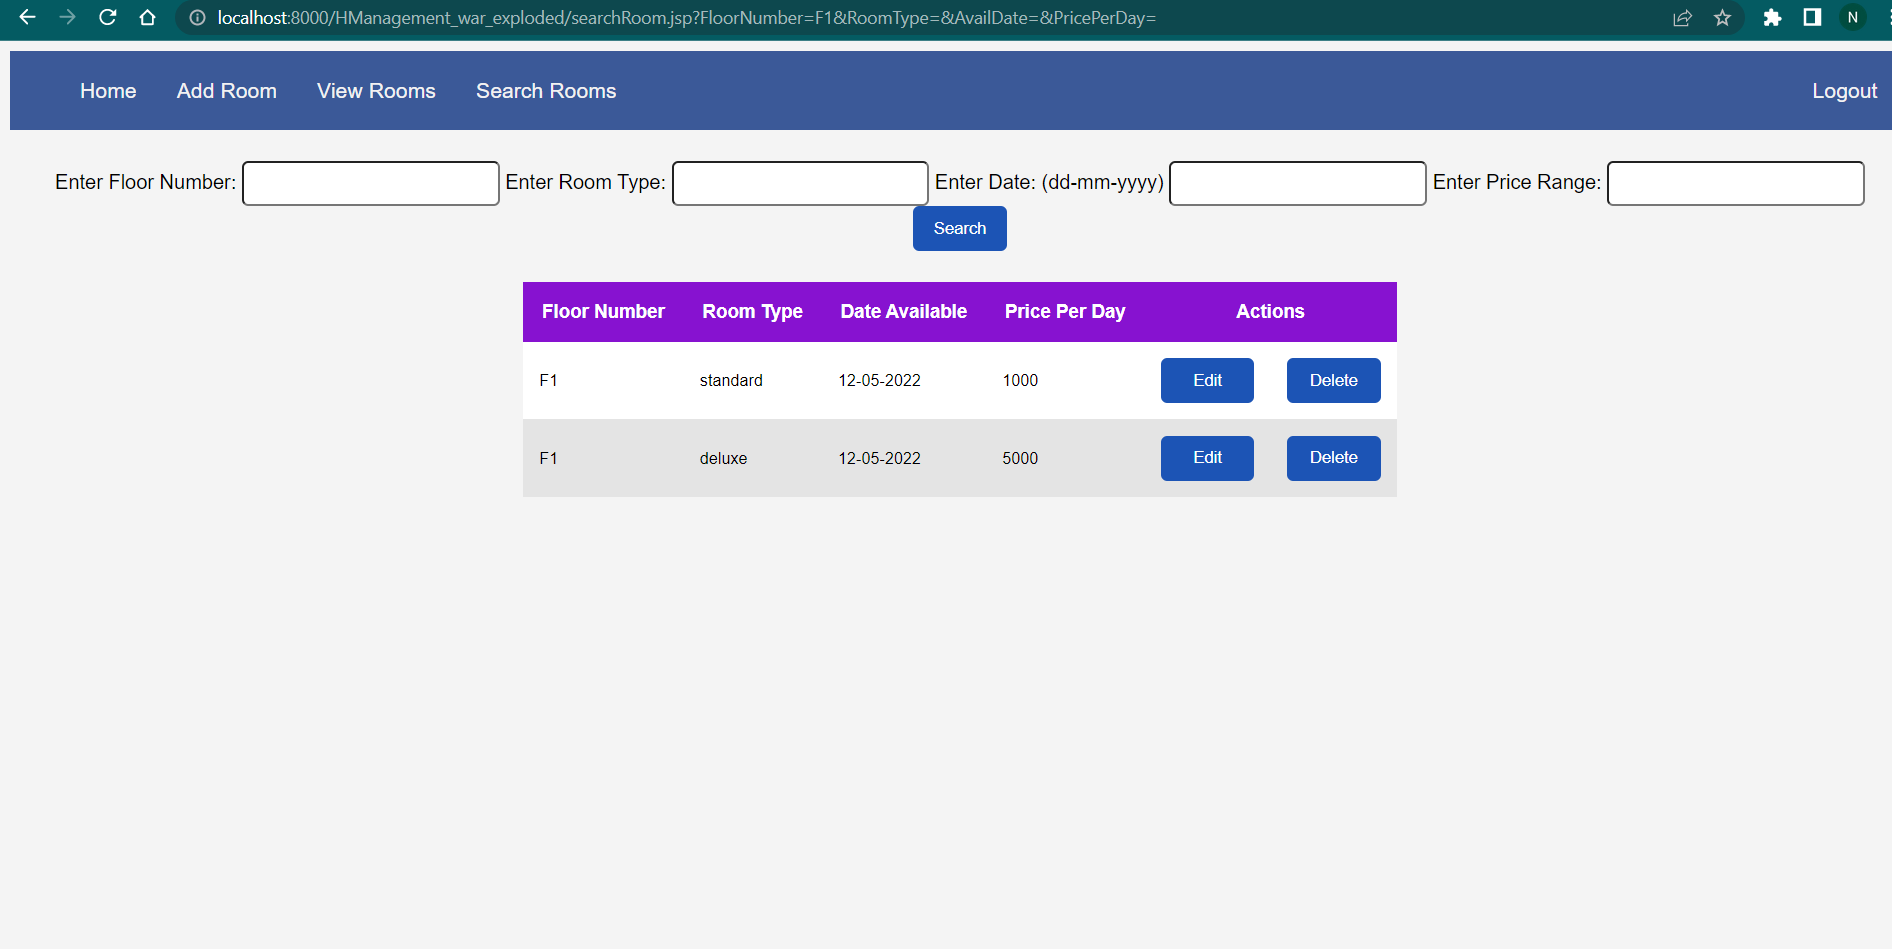 localhost:8000/HManagement_war_exploded/searchRoom.jsp?FloorNumber=F1&RoomType=&AvailDate=&PricePerDay=
N
Home Add Room View Rooms Search Rooms Logout
Enter Floor Number: Enter Room Type: Enter Date: (dd-mm-yyyy) Enter Price Range:
Search
Floor Number Room Type Date Available Price Per Day Actions
F1 standard 12-05-2022 1000 Edit Delete
F1 deluxe 12-05-2022 5000 Edit Delete